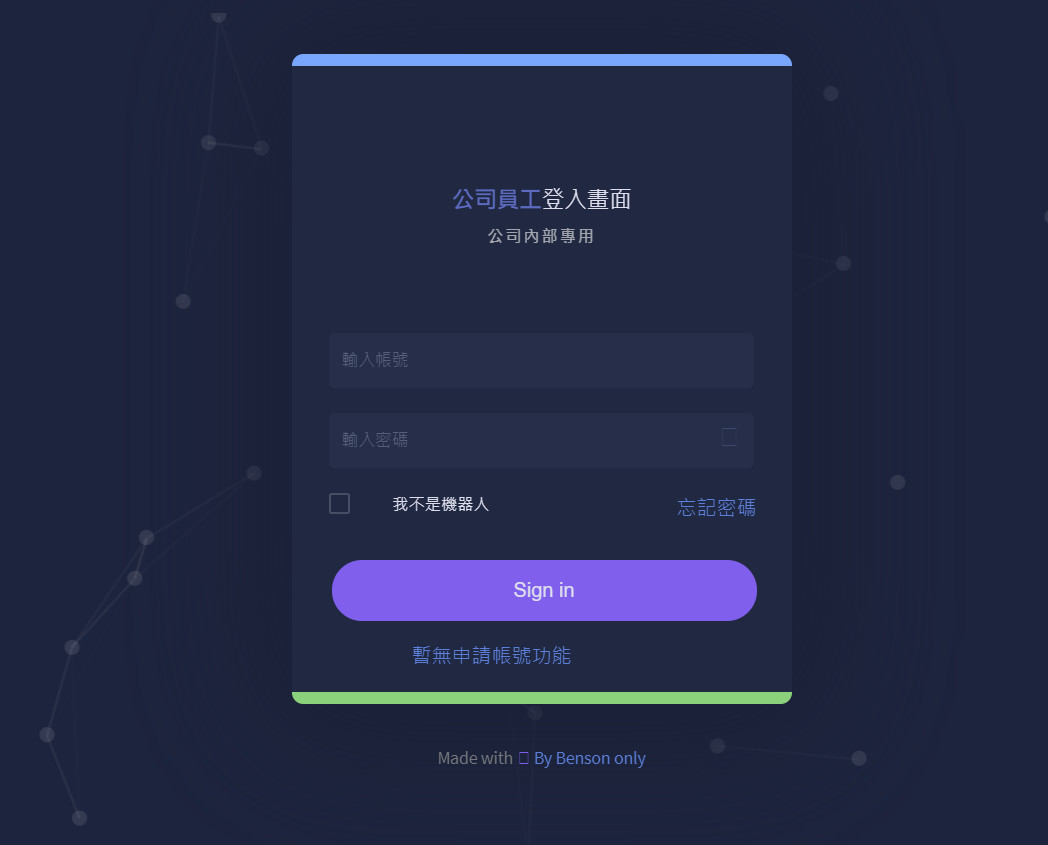 公司員工登入畫面
公司內部專用
輸入帳號
輸入密碼
我不是機器人 忘記密碼
Sign in
暫無申請帳號功能
Made with By Benson only